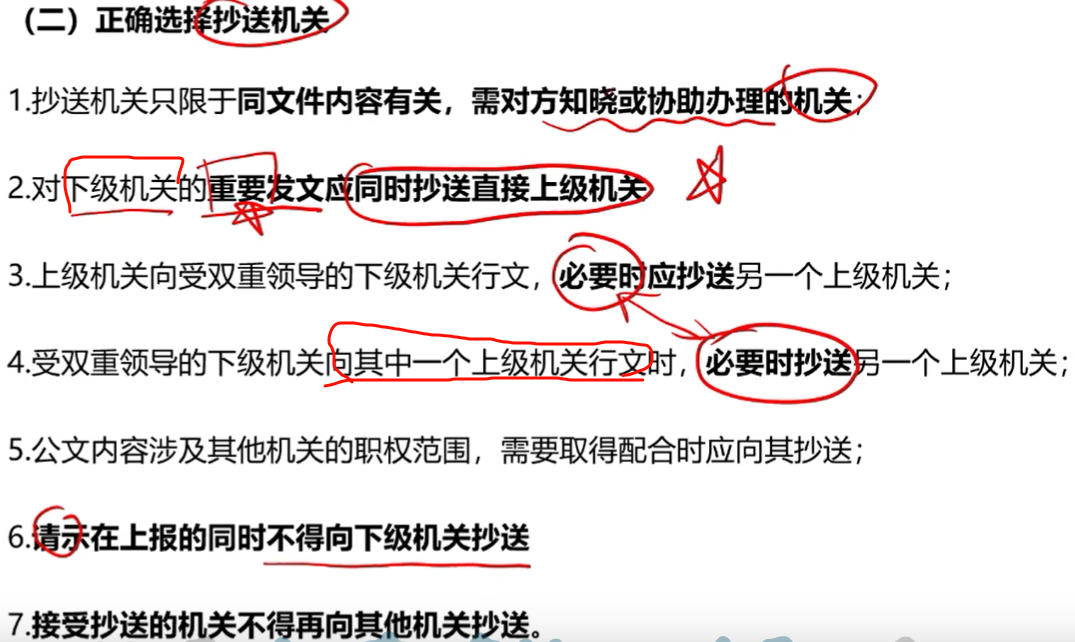 （二）正确选择抄送机关
1.抄送机关只限于同文件内容有关，需对方知晓或协助办理的机关；
2.对下级机关的重要发文应同时抄送直接上级机关
3.上级机关向受双重领导的下级机关行文，必要时应抄送另一个上级机关；
4.受双重领导的下级机关向其中一个上级机关行文时，必要时抄送另一个上级机关；
5.公文内容涉及其他机关的职权范围，需要取得配合时应向其抄送；
6.请示在上报的同时不得向下级机关抄送
7.接受抄送的机关不得再向其他机关抄送。